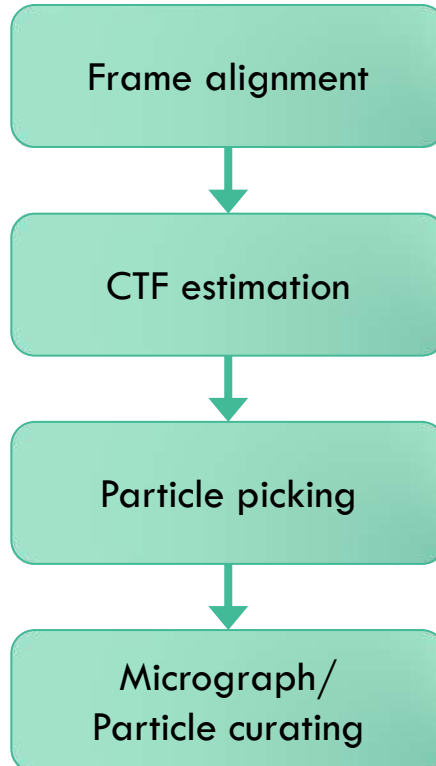 Frame alignment
CTF estimation
Particle picking
Micrograph/
Particle curating